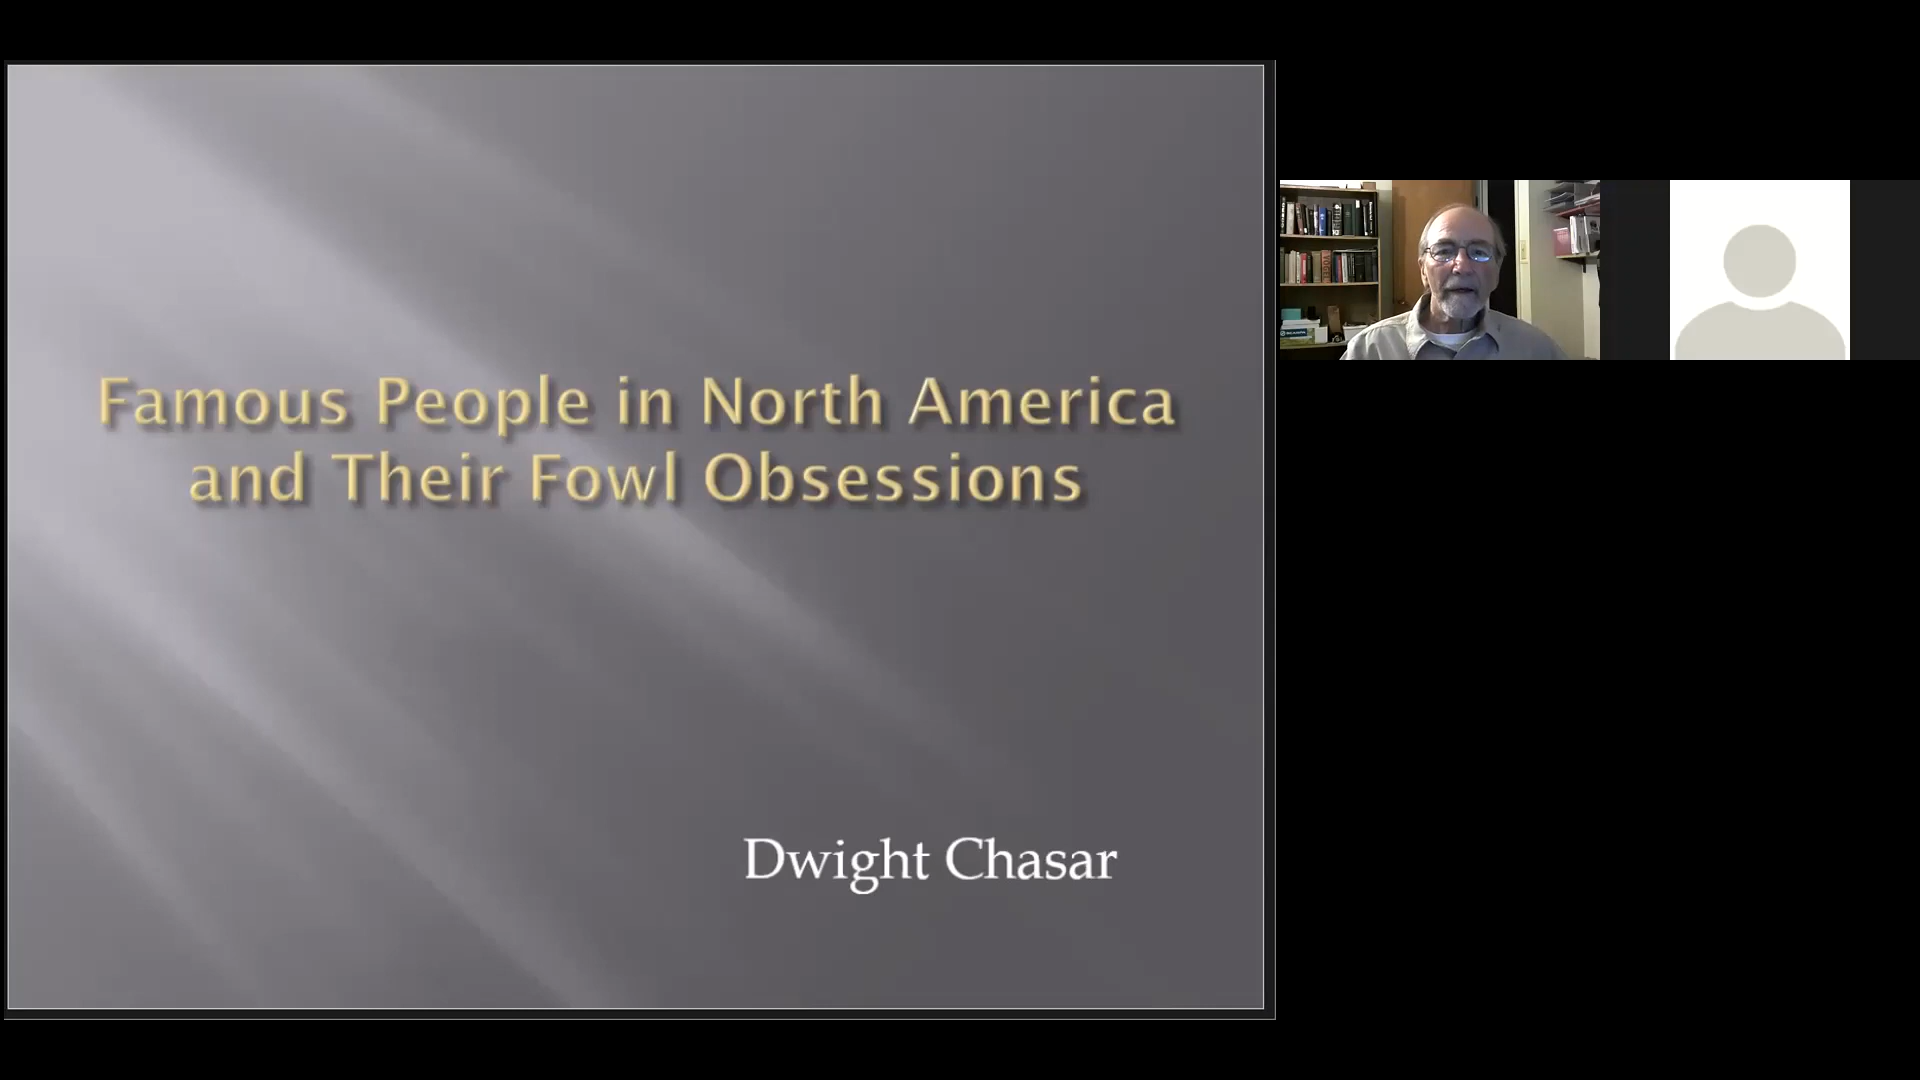 Famous People in North America
and Their Fowl Obsessions
Dwight Chasar